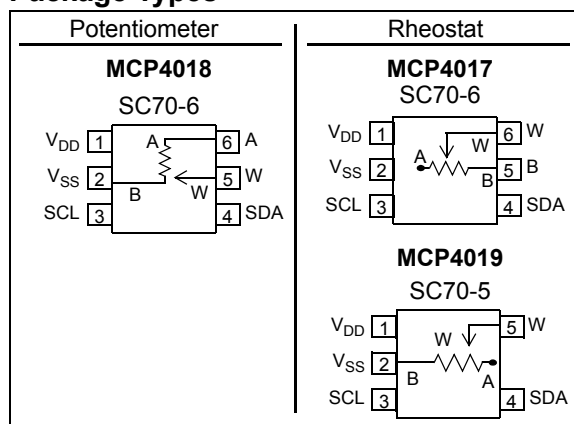 Potentiometer
MCP4018
SC70-6
VDD 1
VSS 2
SCL 3
A
B
W
6 A
5 W
4 SDA
Rheostat
MCP4017
SC70-6
VDD 1
VSS 2
SCL 3
A
W
B
6 W
5 B
4 SDA
MCP4019
SC70-5
VDD 1
VSS 2
SCL 3
W
B
A
5 W
4 SDA